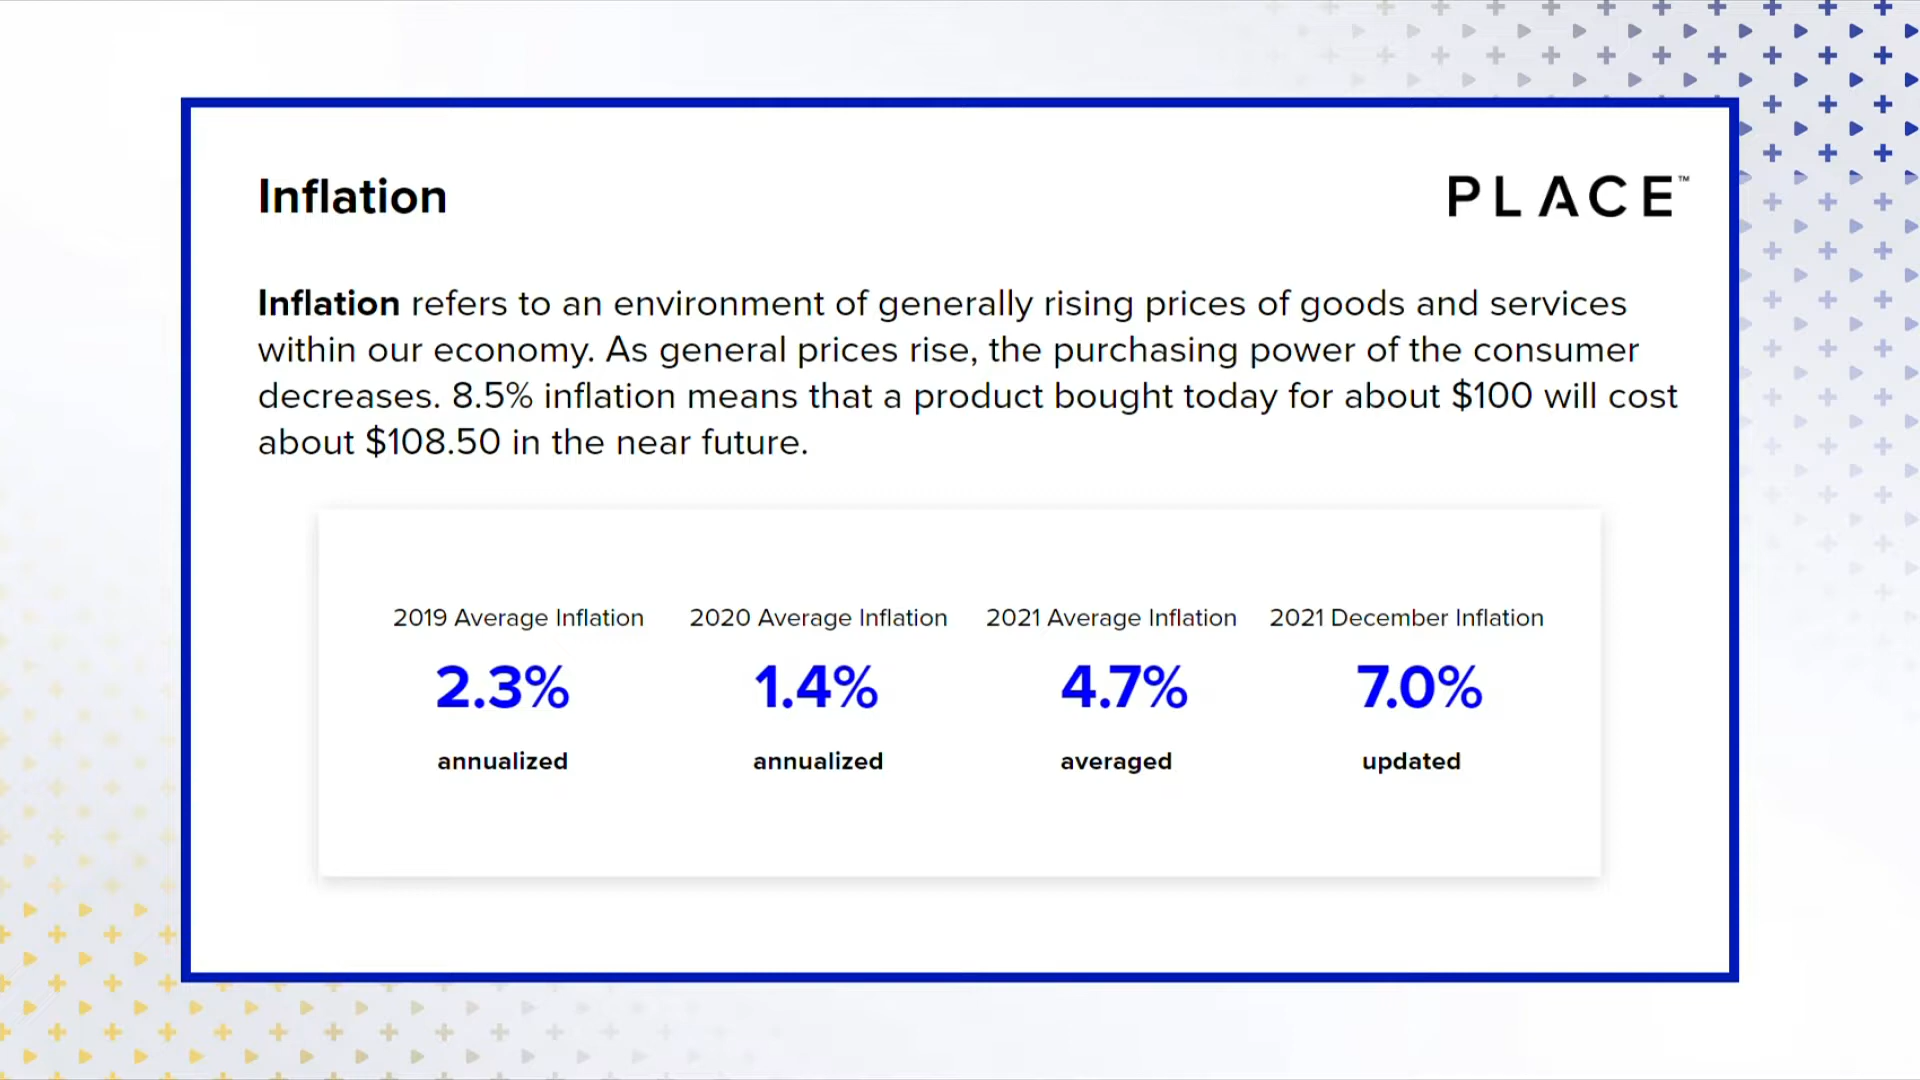 Inflation
PLACE™
Inflation refers to an environment of generally rising prices of goods and services
within our economy. As general prices rise, the purchasing power of the consumer
decreases. 8.5% inflation means that a product bought today for about $100 will cost
about $108.50 in the near future.
2019 Average Inflation
2.3%
annualized
2020 Average Inflation
1.4%
annualized
2021 Average Inflation
4.7%
averaged
2021 December Inflation
7.0%
updated